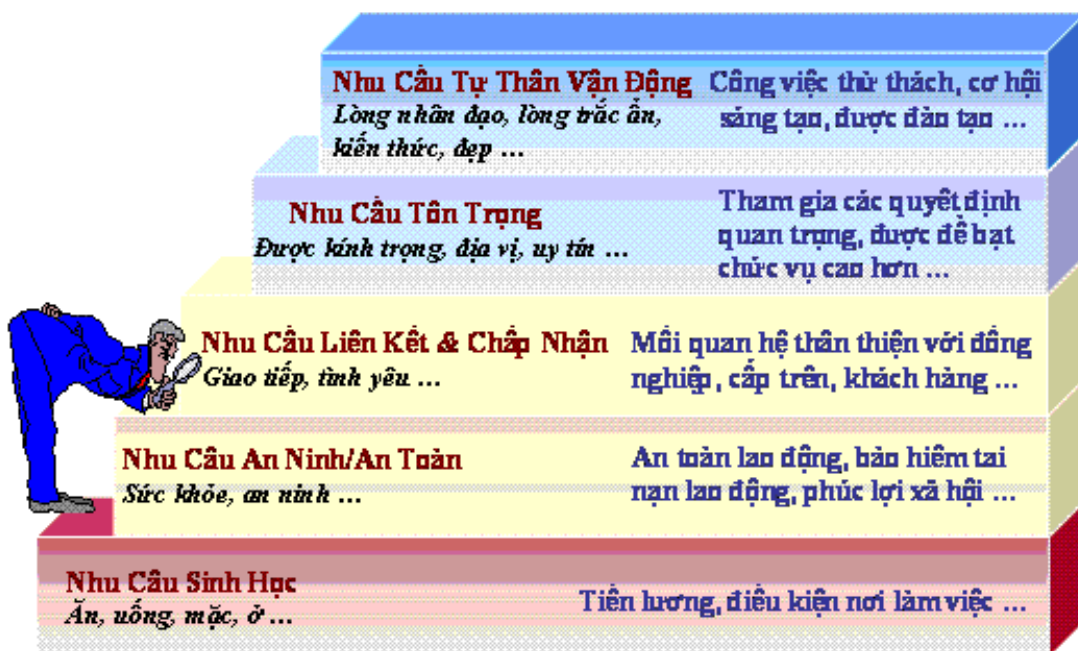 Nhu Cầu Tự Thân Vận Động
Lòng nhân đạo, lòng trắc ẩn,
kiến thức, đẹp ...
Công việc thử thách, cơ hội
sáng tạo, được đào tạo ...
Nhu Cầu Tôn Trọng
Được kính trọng, địa vị, uy tín ...
Tham gia các quyết định
quan trọng, được đề bạt
chức vụ cao hơn ...
Nhu Cầu Liên Kết & Chấp Nhận
Giao tiếp, tình yêu ...
Mối quan hệ thân thiện với đồng
nghiệp, cấp trên, khách hàng ...
Nhu Câu An Ninh/An Toàn
Sức khỏe, an ninh ...
An toàn lao động, bảo hiểm tai
nạn lao động, phúc lợi xã hội ...
Nhu Câu Sinh Học
Ăn, uống, mặc, ở ...
Tiền lương, điều kiện nơi làm việc ...